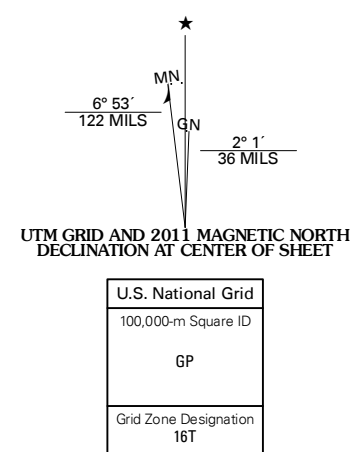 ★
MN.
6° 53´
122 MILS
GN
2° 1´
36 MILS
UTM GRID AND 2011 MAGNETIC NORTH
DECLINATION AT CENTER OF SHEET
U.S. National Grid
100,000-m Square ID
GP
Grid Zone Designation
16T